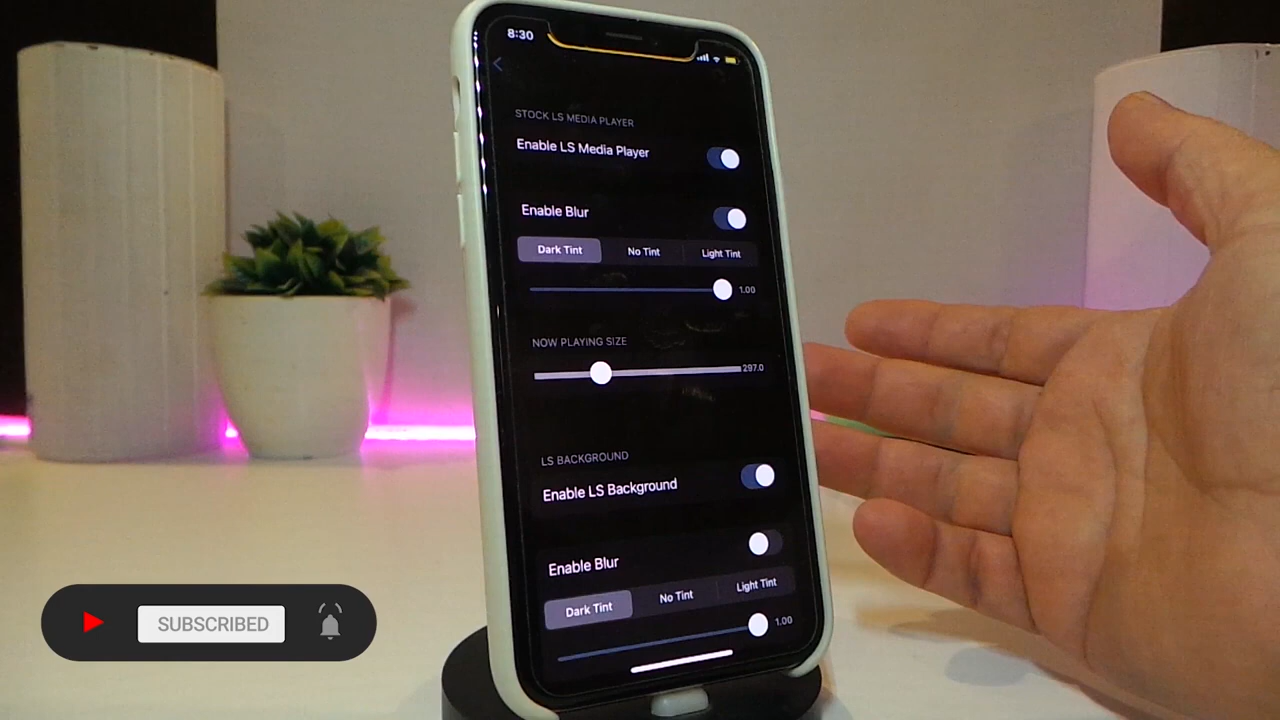 8:30
STOCK LS MEDIA PLAYER
Enable LS Media Player
Enable Blur
Dark Tint No Tint Light Tint
1.00
NOW PLAYING SIZE
297.0
LS BACKGROUND
Enable LS Background
Enable Blur
Dark Tint No Tint Light Tint
1.00
SUBSCRIBED